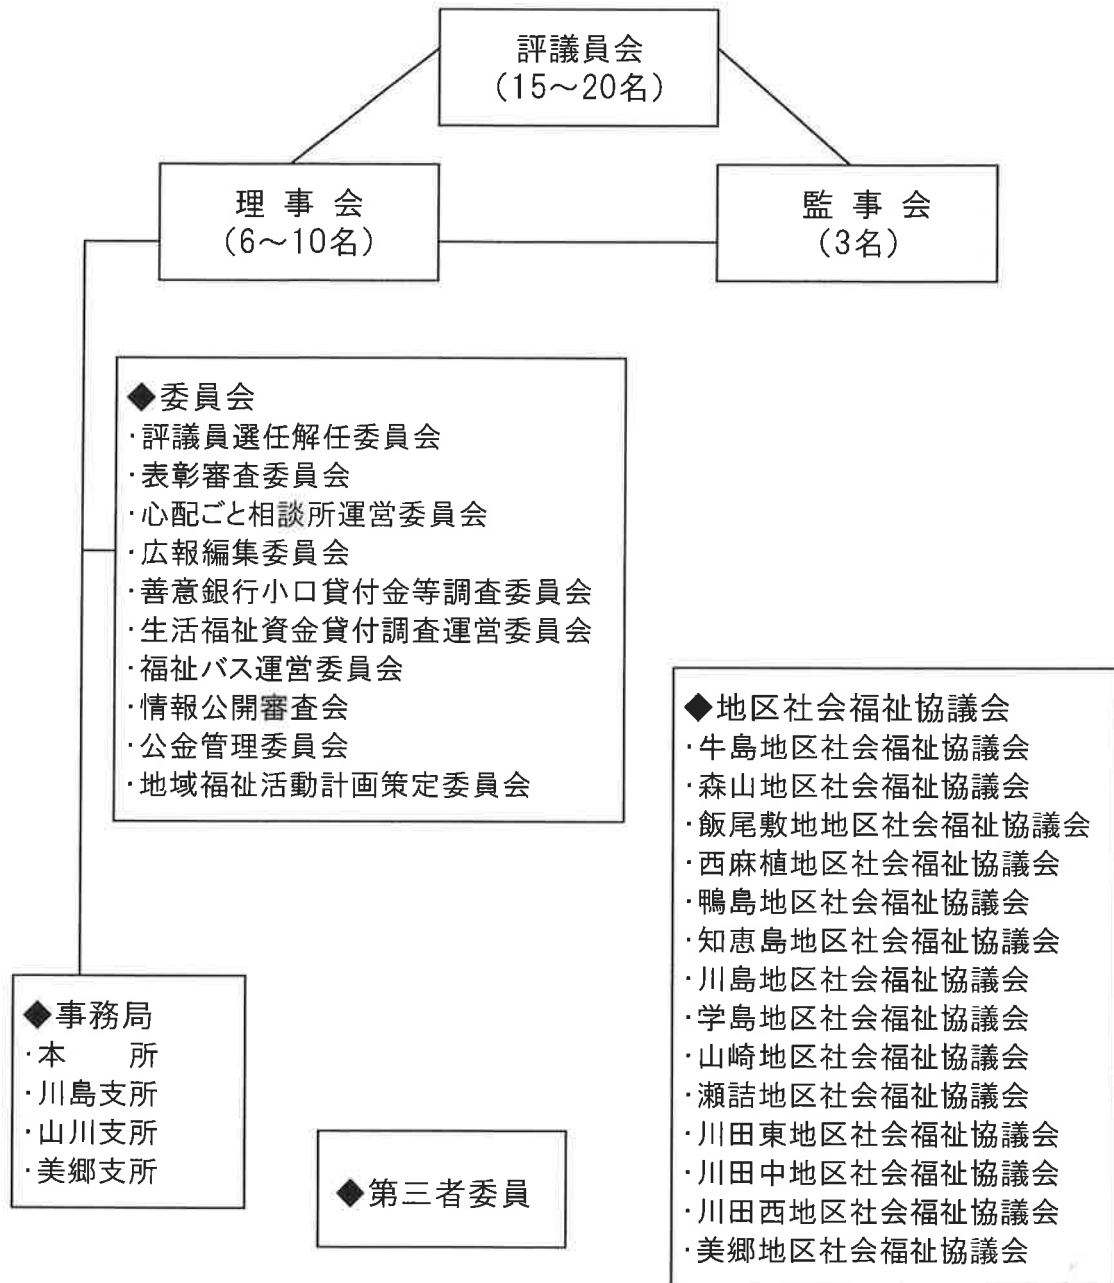 評議員会
(15～20名)
理 事 会
(6～10名)
監 事 会
(3名)
◆委員会
・評議員選任解任委員会
・表彰審査委員会
・心配ごと相談所運営委員会
・広報編集委員会
・善意銀行小口貸付金等調査委員会
・生活福祉資金貸付調査運営委員会
・福祉バス運営委員会
・情報公開審査会
・公金管理委員会
・地域福祉活動計画策定委員会
◆地区社会福祉協議会
・牛島地区社会福祉協議会
・森山地区社会福祉協議会
・飯尾敷地地区社会福祉協議会
・西麻植地区社会福祉協議会
・鴨島地区社会福祉協議会
・知恵島地区社会福祉協議会
・川島地区社会福祉協議会
・学島地区社会福祉協議会
・山崎地区社会福祉協議会
・瀬詰地区社会福祉協議会
・川田東地区社会福祉協議会
・川田中地区社会福祉協議会
・川田西地区社会福祉協議会
・美郷地区社会福祉協議会
◆事務局
・本　　所
・川島支所
・山川支所
・美郷支所
◆第三者委員